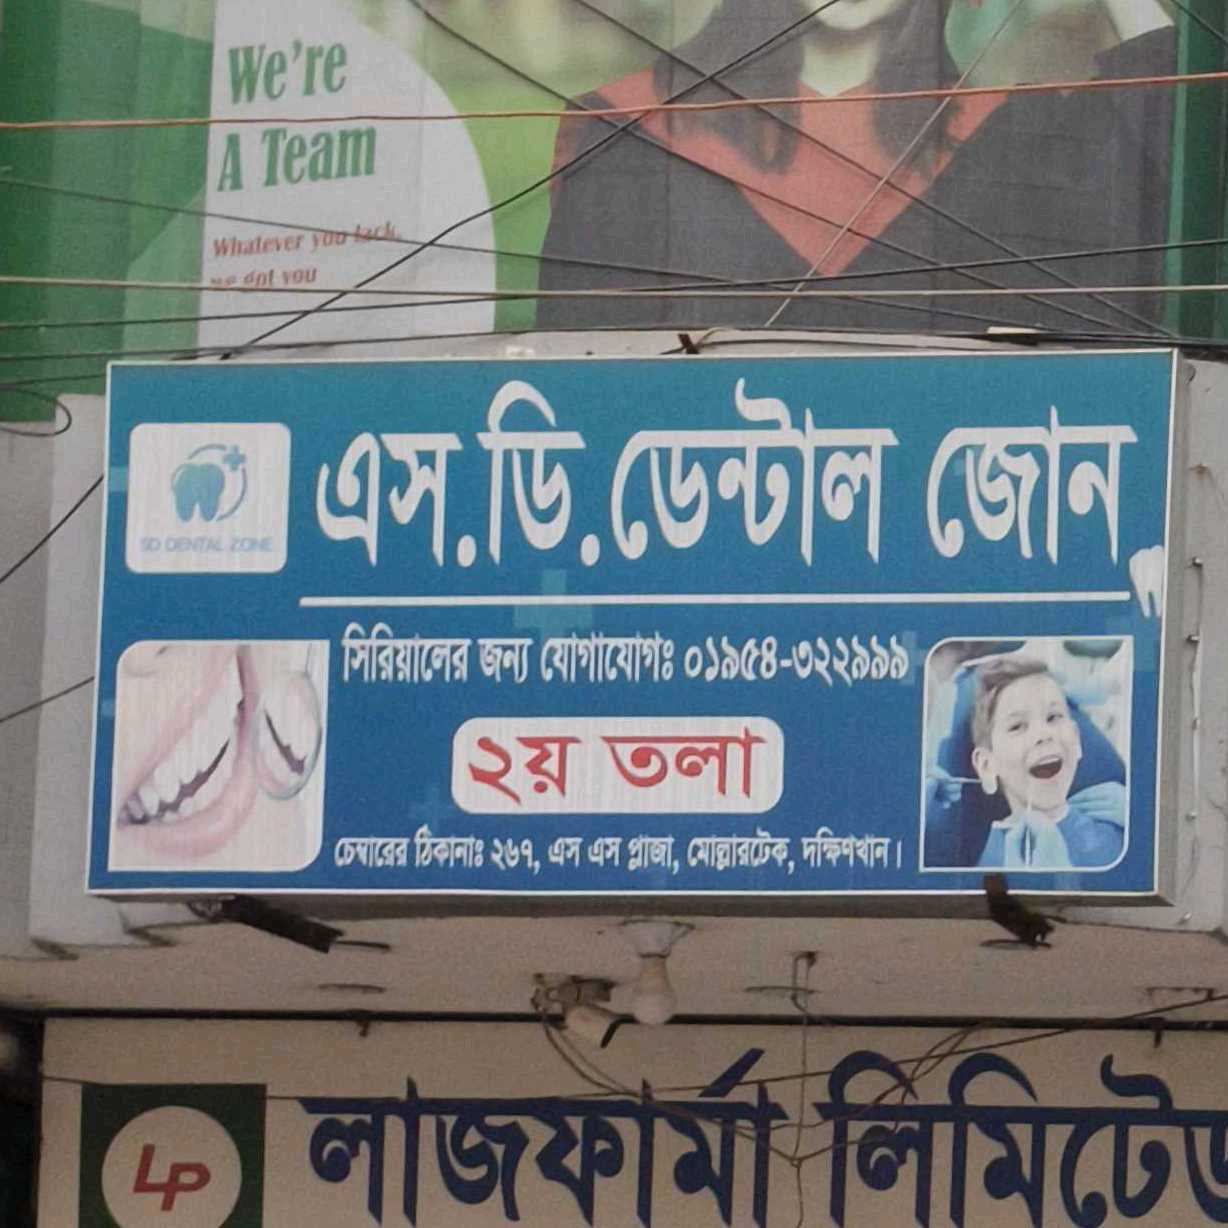 We're
A Team
Whatever you lack,
we got you
এস.ডি.ডেন্টাল জোন
SD DENTAL ZONE
সিরিয়ালের জন্য যোগাযোগঃ ০১৯৫৪-৩২২৯৯৯
২য় তলা
চেম্বারের ঠিকানাঃ ২৬৭, এস এস প্লাজা, মোল্লারটেক, দক্ষিণখান।
LP
লাজফার্মা লিমিটেড